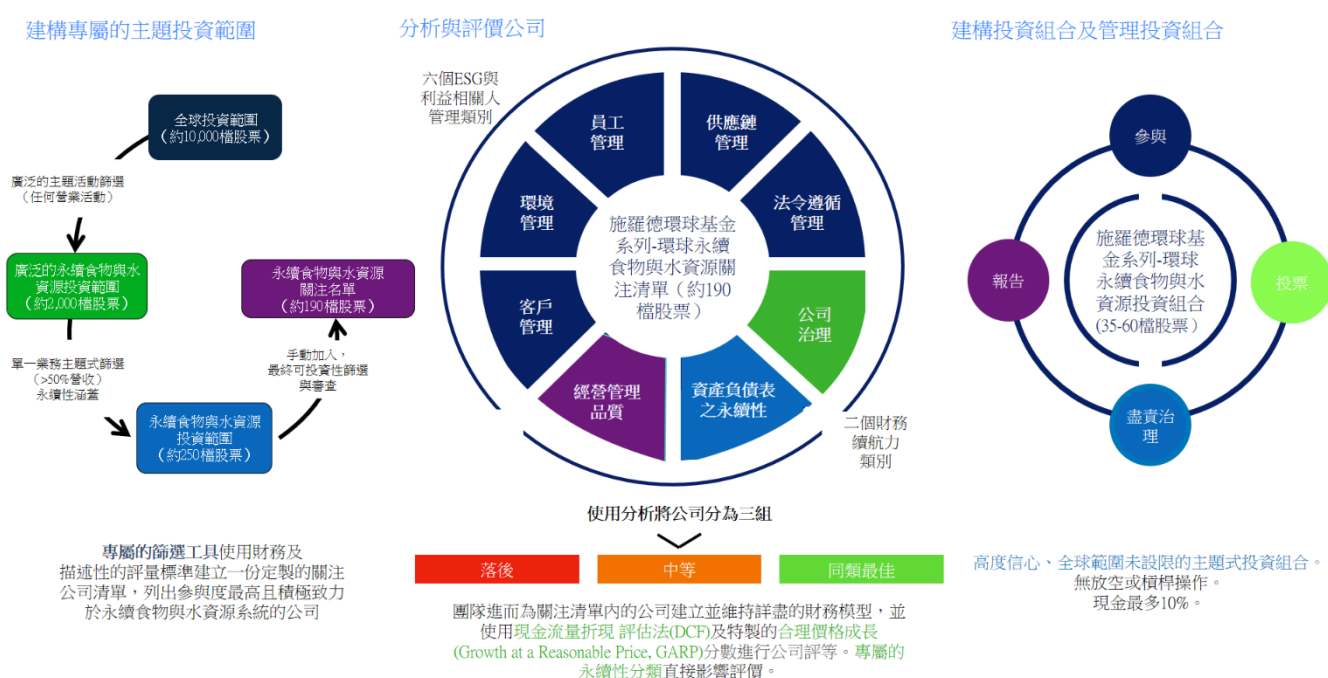 建構專屬的主題投資範圍
全球投資範圍
(約10,000檔股票)
廣泛的主題活動篩選
(任何營業活動)
廣泛的永續食物與水
資源投資範圍
(約2,000檔股票)
單一業務主題式篩選
(>50%營收)
永續性涵蓋
永續食物與水資源
投資範圍
(約250檔股票)
手動加入，
最終可投資性篩選
與審查
永續食物與水資源
關注名單
(約190檔股票)
專屬的篩選工具使用財務及
描述性的評量標準建立一份定製的關注
公司清單，列出參與度最高且積極致力
於永續食物與水資源系統的公司
分析與評價公司
六個ESG與
利益相關人
管理類別
員工
管理
供應鏈
管理
環境
管理
法令遵循
管理
客戶
管理
公司
治理
經營管理
品質
資產負債表
之永續性
施羅德環球基金
系列-環球永續
食物與水資源關
注清單（約190
檔股票）
二個財務
續航力
類別
使用分析將公司分為三組
落後
中等
同類最佳
團隊進而為關注清單內的公司建立並維持詳盡的財務模型，並
使用現金流量折現 評估法(DCF)及特製的合理價格成長
(Growth at a Reasonable Price, GARP)分數進行公司評等。專屬的
永續性分類直接影響評價。
建構投資組合及管理投資組合
參與
報告
投票
盡責治
理
施羅德環球基
金系列-環球
永續食物與水
資源投資組合
(35-60檔股票)
高度信心、全球範圍未設限的主題式投資組合。
無放空或槓桿操作。
現金最多10%。